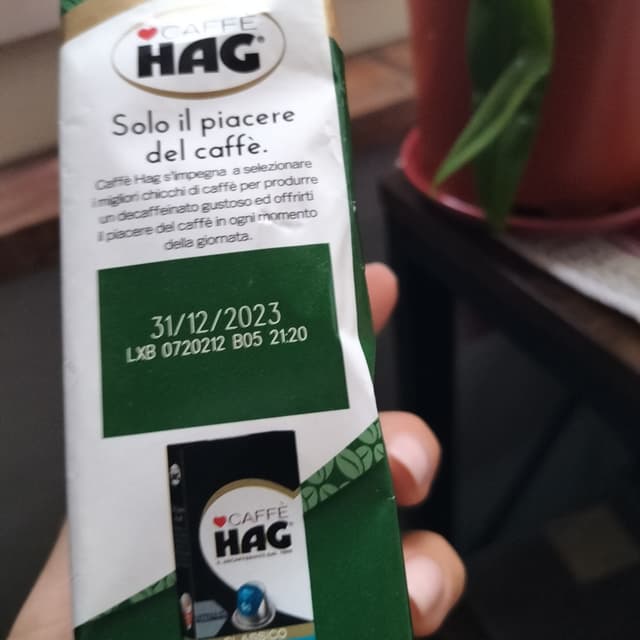 CAFFÈ
HAG®
Solo il piacere
del caffè.
Caffè Hag s'impegna a selezionare
i migliori chicchi di caffè per produrre
un decaffeinato gustoso ed offrirti
il piacere del caffè in ogni momento
della giornata.
31/12/2023
LXB 0720212 B05 21:20
CAFFÈ
HAG
CLASSICO